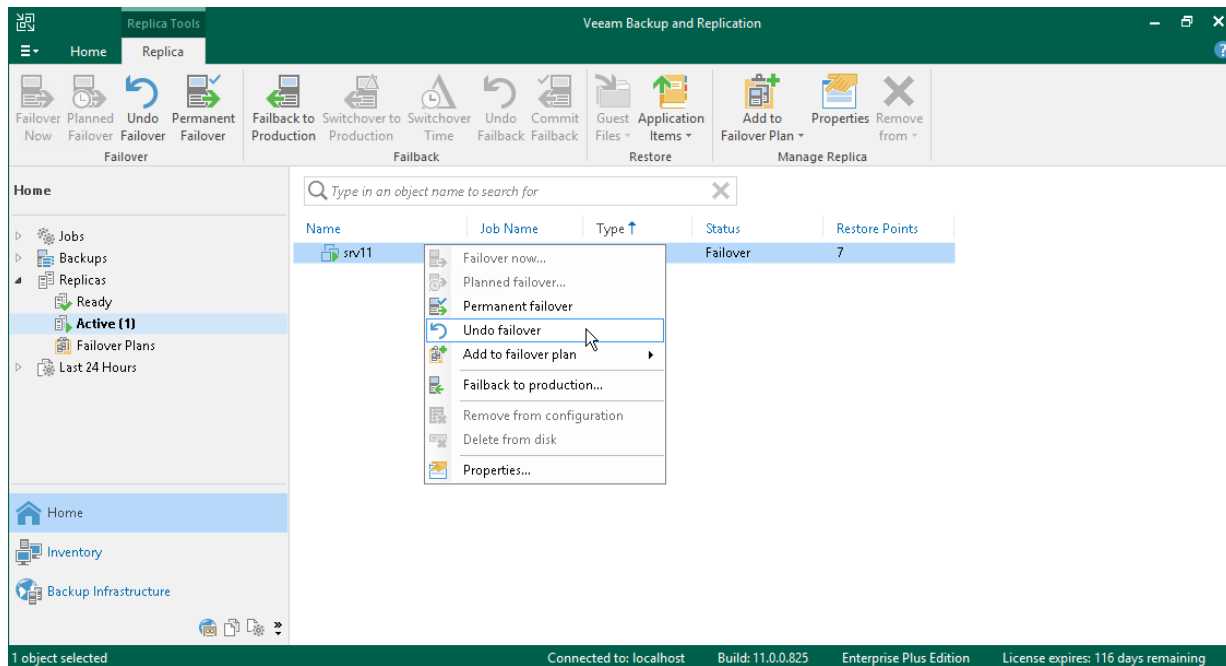 Replica Tools
Veeam Backup and Replication
Home
Replica
Failover Now
Planned Failover
Undo Failover
Permanent Failover
Failback to Production
Switchover to Production
Switchover Time
Undo Failback
Commit Failback
Guest Files
Application Items
Add to Failover Plan
Properties
Remove from
Failover
Failback
Restore
Manage Replica
Home
Type in an object name to search for
Name
Job Name
Type
Status
Restore Points
Jobs
Backups
Replicas
Ready
Active (1)
Failover Plans
Last 24 Hours
srv11
Failover
7
Failover now...
Planned failover...
Permanent failover
Undo failover
Add to failover plan
Failback to production...
Remove from configuration
Delete from disk
Properties...
Home
Inventory
Backup Infrastructure
1 object selected
Connected to: localhost
Build: 11.0.0.825
Enterprise Plus Edition
License expires: 116 days remaining